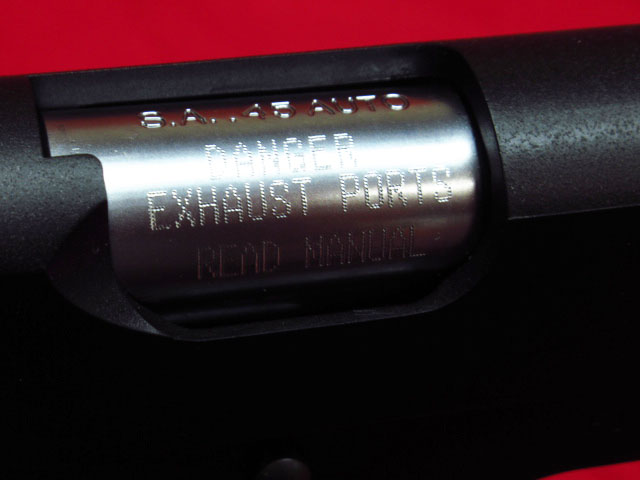 S.A. .45 AUTO
DANGER
EXHAUST PORTS
READ MANUAL